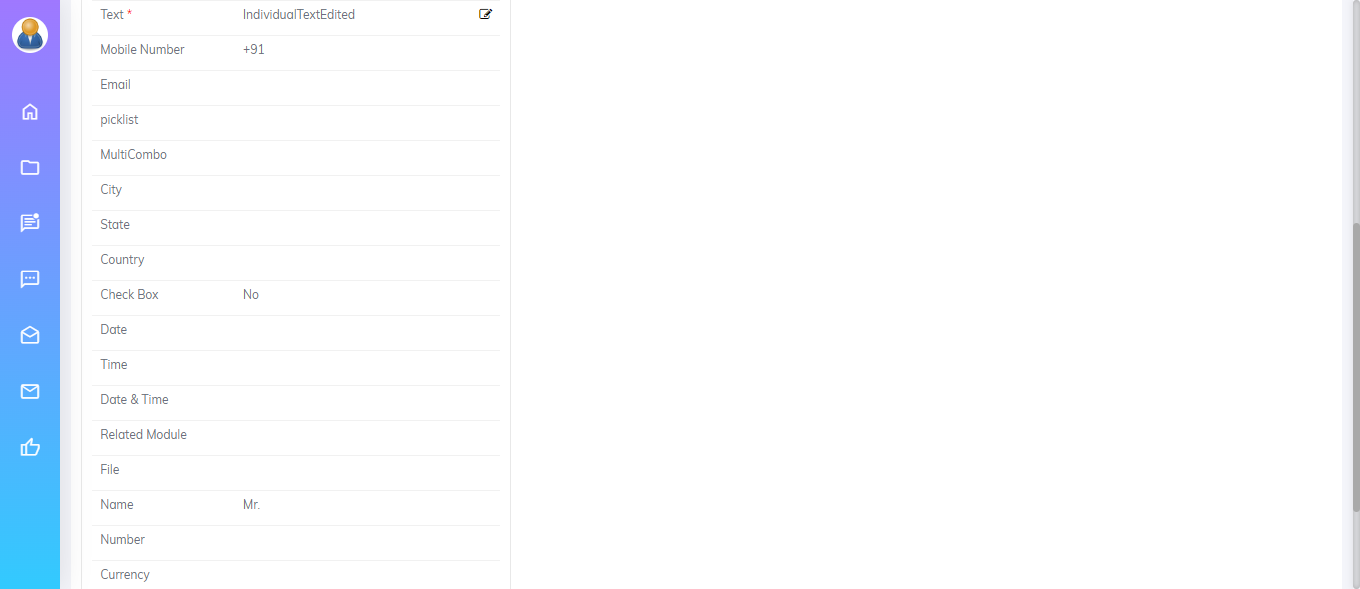 Text * IndividualTextEdited
Mobile Number +91
Email
picklist
MultiCombo
City
State
Country
Check Box No
Date
Time
Date & Time
Related Module
File
Name Mr.
Number
Currency